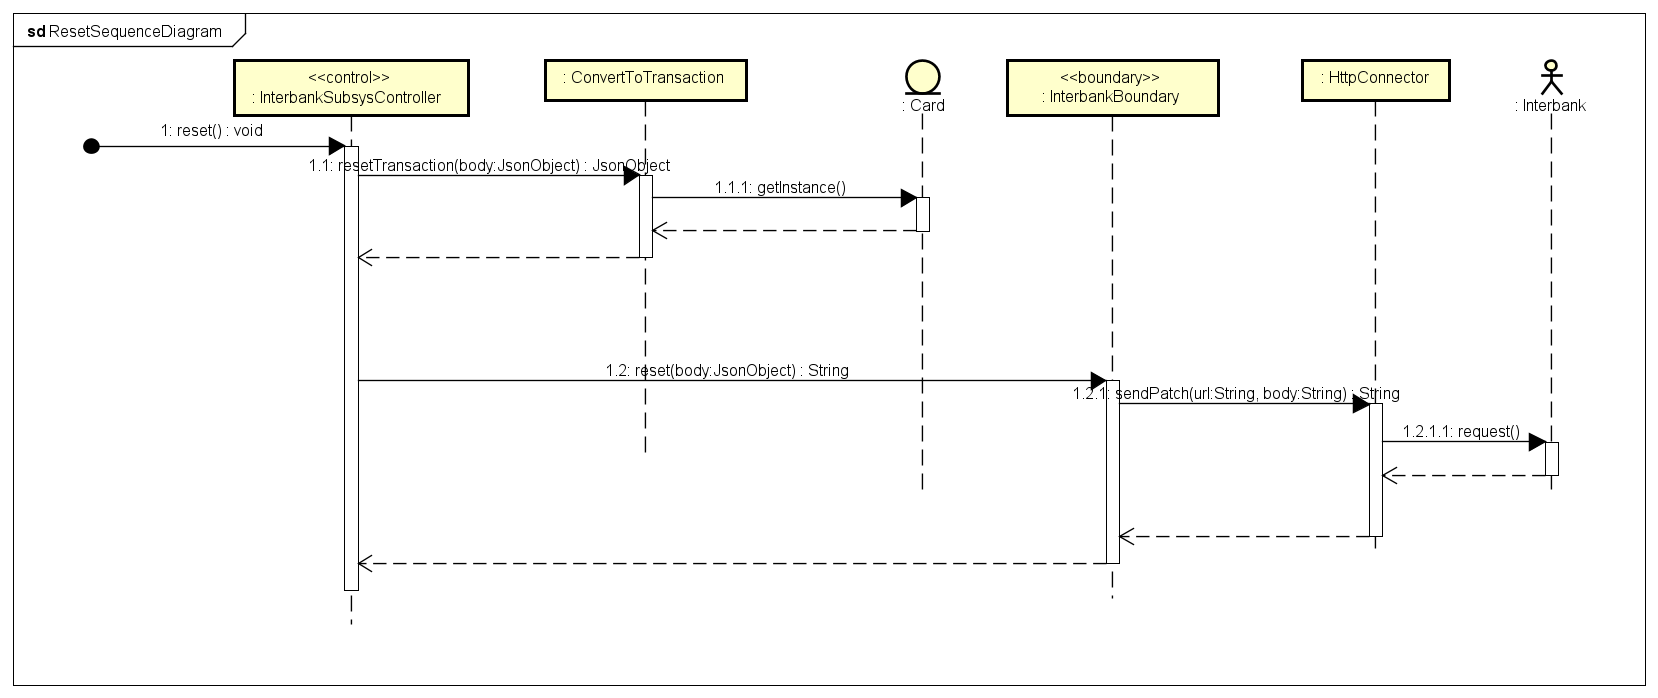 sd ResetSequenceDiagram
<<control>>
: InterbankSubsysController
: ConvertToTransaction
: Card
<<boundary>>
: InterbankBoundary
: HttpConnector
: Interbank
1: reset() : void
1.1: resetTransaction(body:JsonObject) : JsonObject
1.1.1: getInstance()
1.2: reset(body:JsonObject) : String
1.2.1: sendPatch(url:String, body:String) : String
1.2.1.1: request()